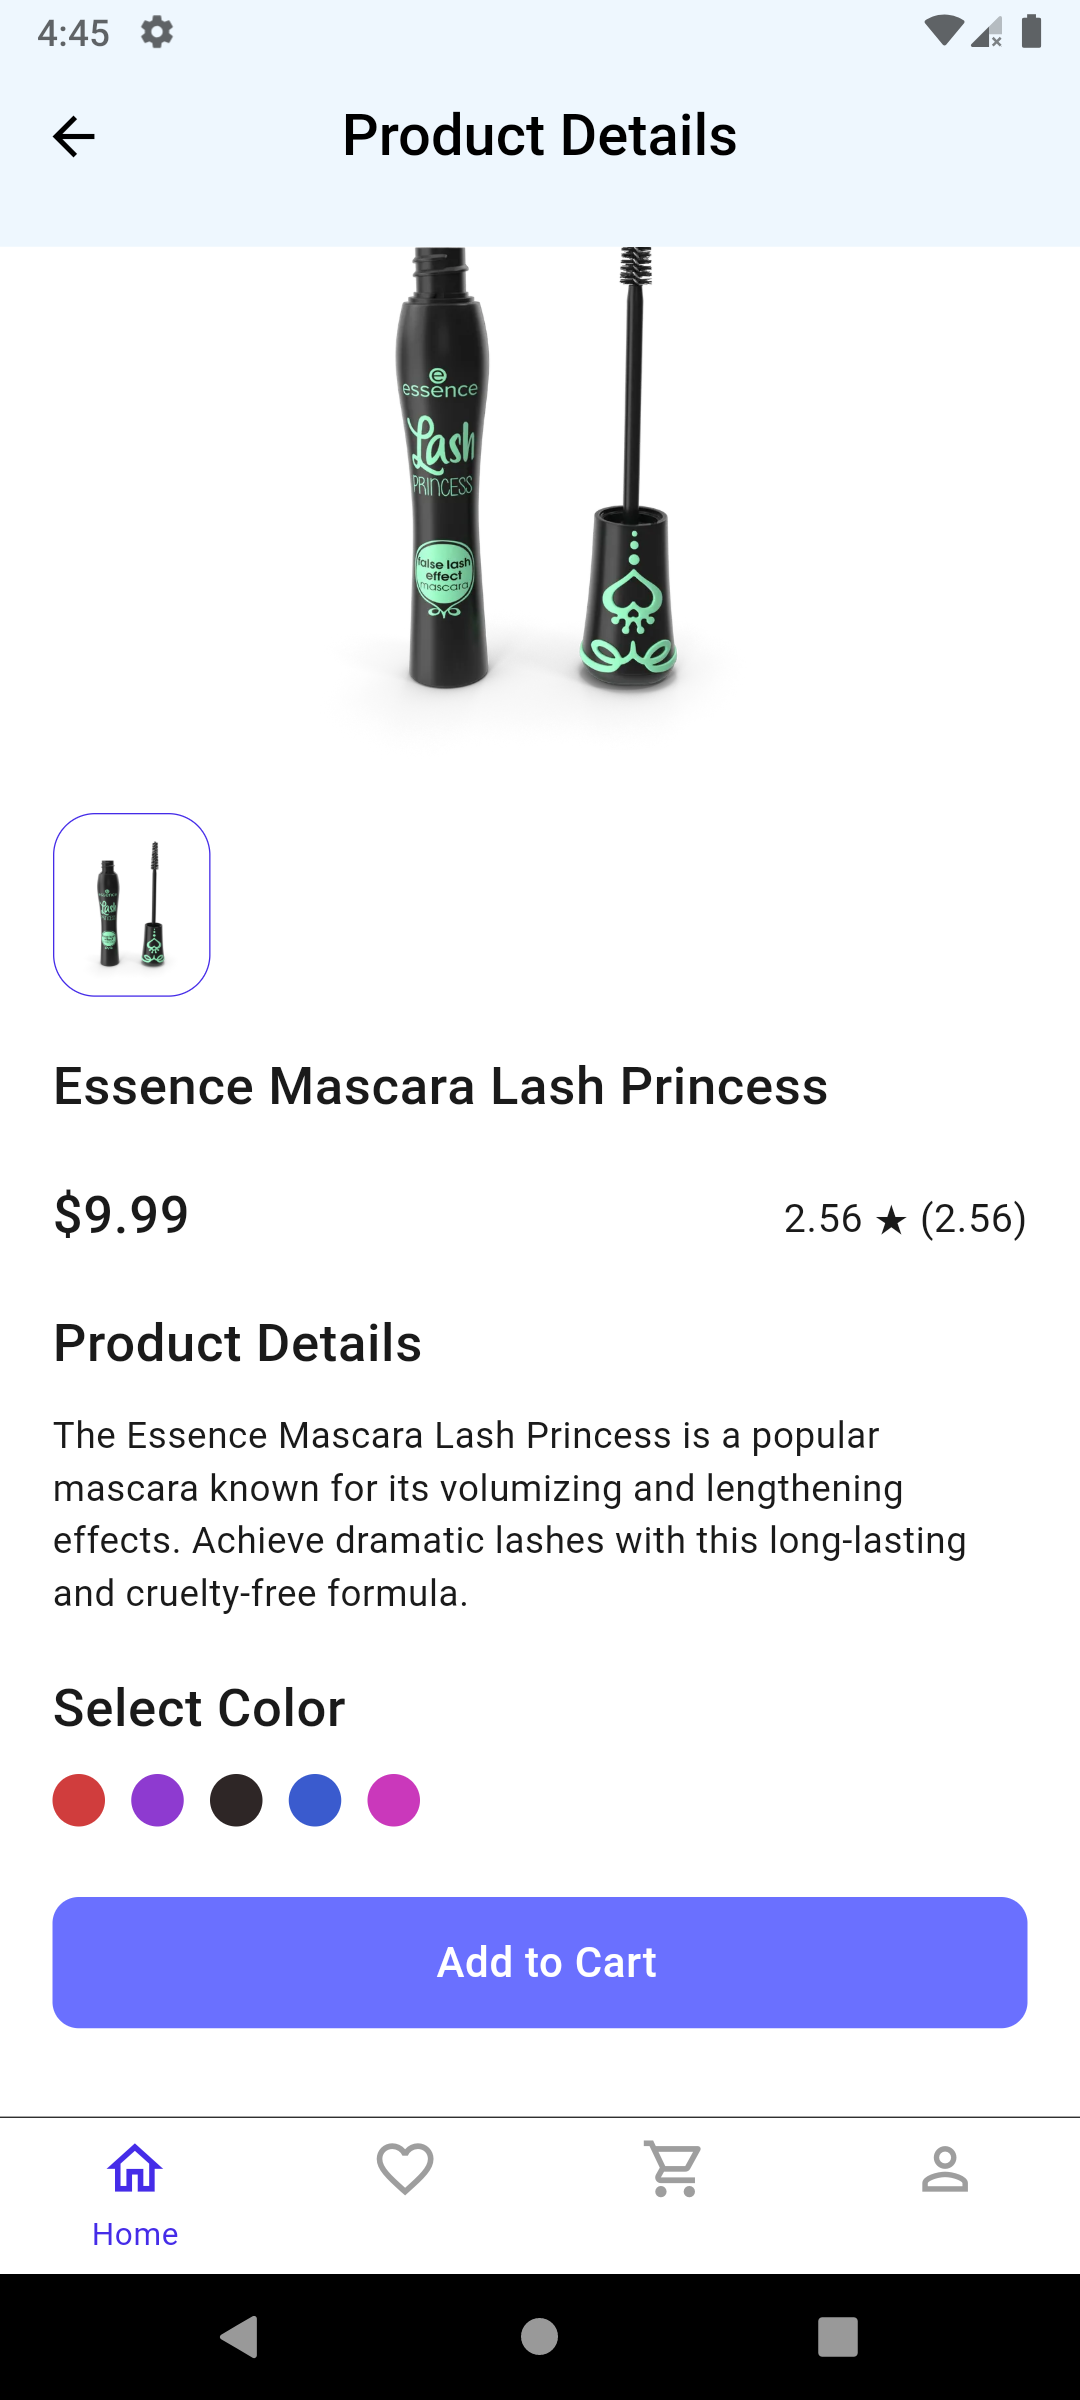 4:45
Product Details
essence
Lash
PRINCESS
false lash
effect
mascara
Essence Mascara Lash Princess
$9.99
2.56 ★ (2.56)
Product Details
The Essence Mascara Lash Princess is a popular
mascara known for its volumizing and lengthening
effects. Achieve dramatic lashes with this long-lasting
and cruelty-free formula.
Select Color
Add to Cart
Home